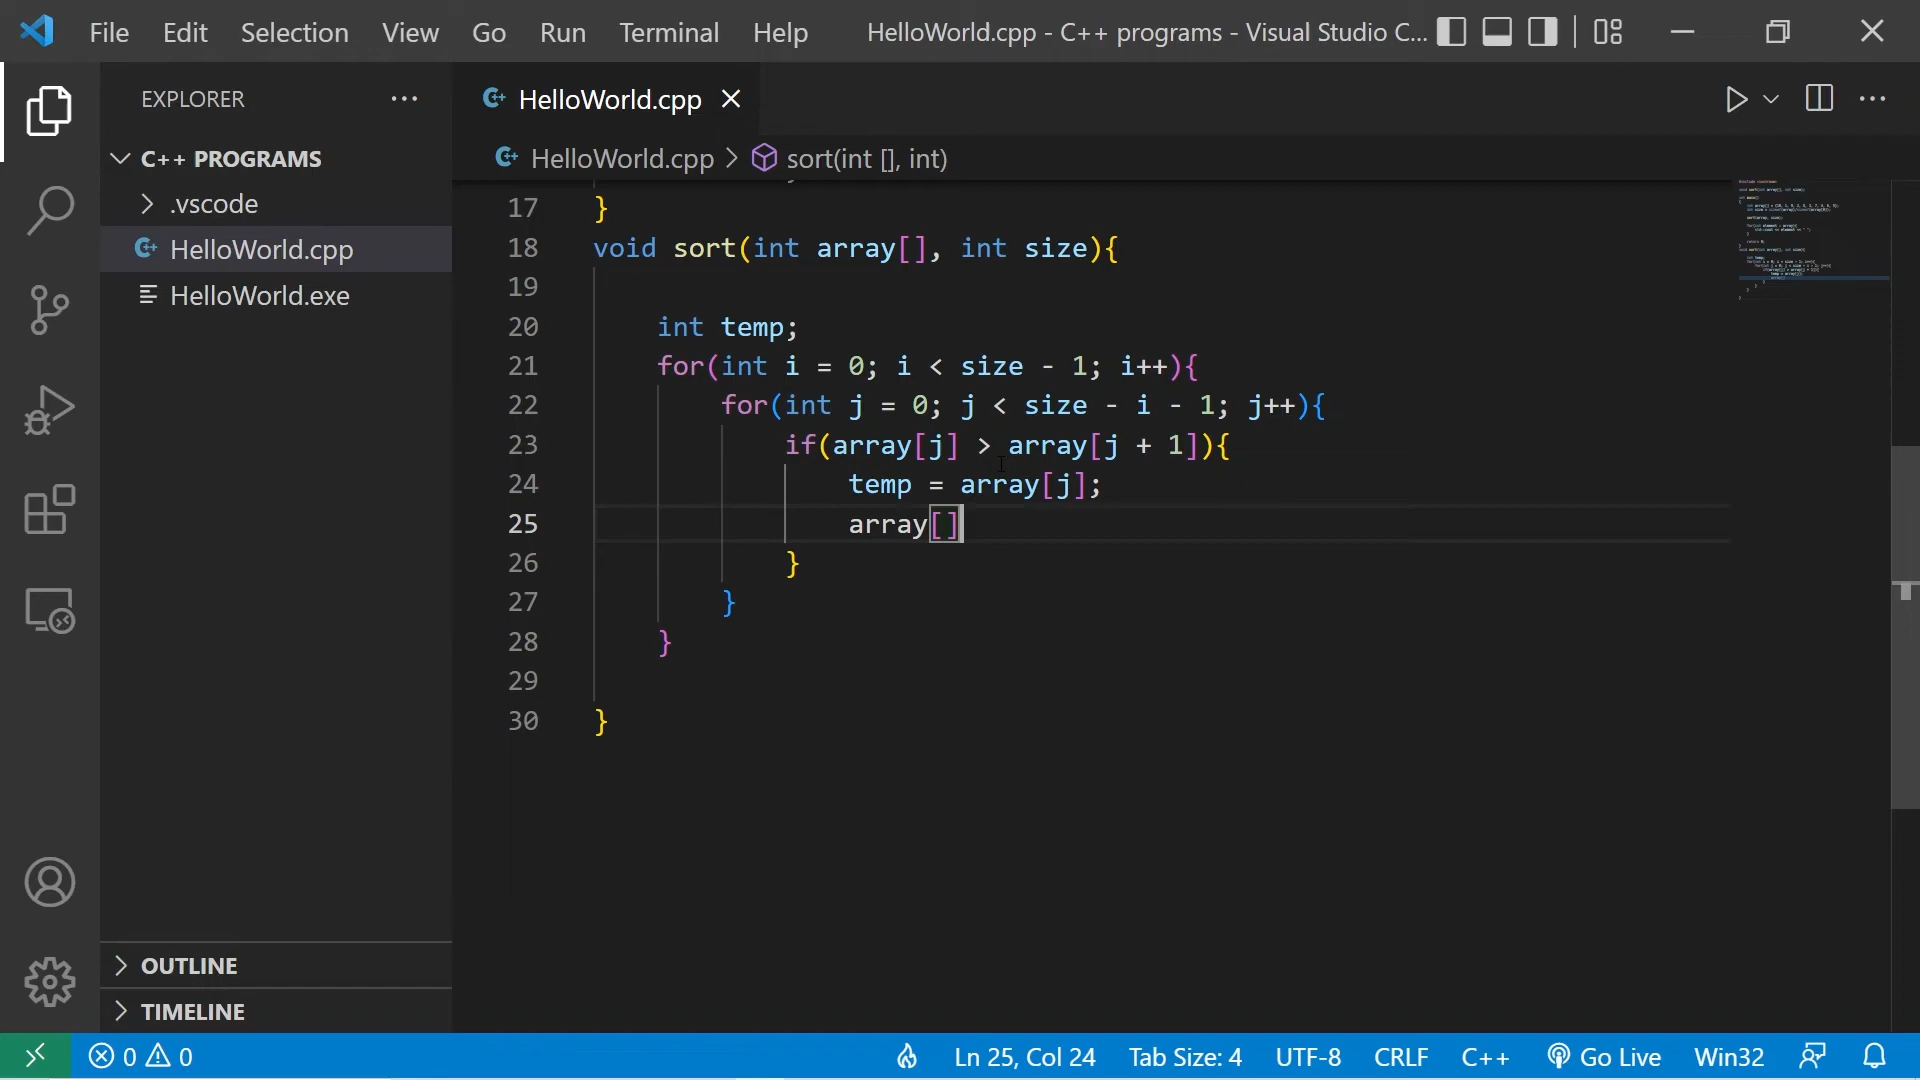 File Edit Selection View Go Run Terminal Help HelloWorld.cpp - C++ programs - Visual Studio C...
EXPLORER
C++ PROGRAMS
.vscode
HelloWorld.cpp
HelloWorld.exe
OUTLINE
TIMELINE
HelloWorld.cpp
HelloWorld.cpp > sort(int [], int)
17 }
18 void sort(int array[], int size){
19
20 int temp;
21 for(int i = 0; i < size - 1; i++){
22 for(int j = 0; j < size - i - 1; j++){
23 if(array[j] > array[j + 1]){
24 temp = array[j];
25 array[]
26 }
27 }
28 }
29
30 }
0 0 Ln 25, Col 24 Tab Size: 4 UTF-8 CRLF C++ Go Live Win32